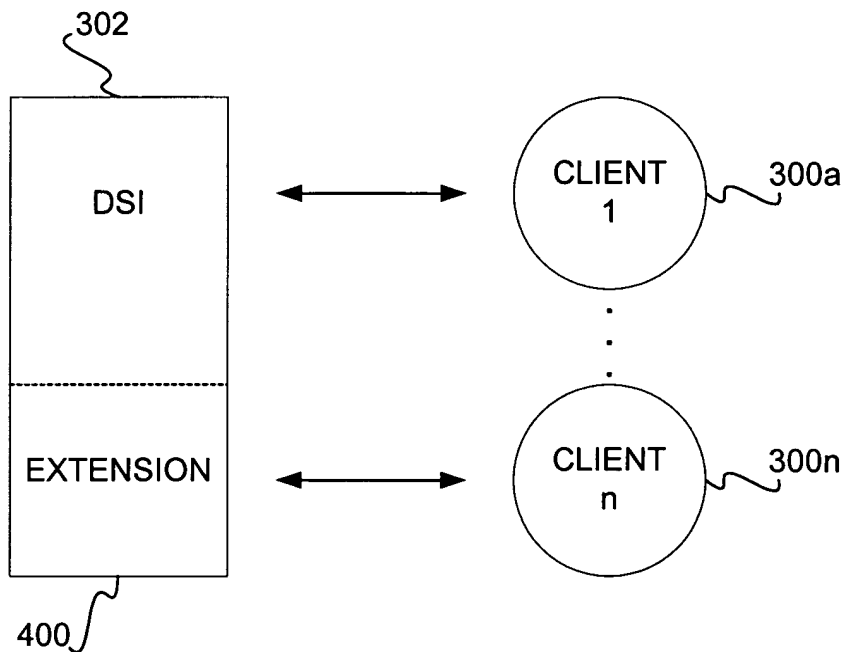 302
DSI
CLIENT
1
300a
EXTENSION
CLIENT
n
300n
400